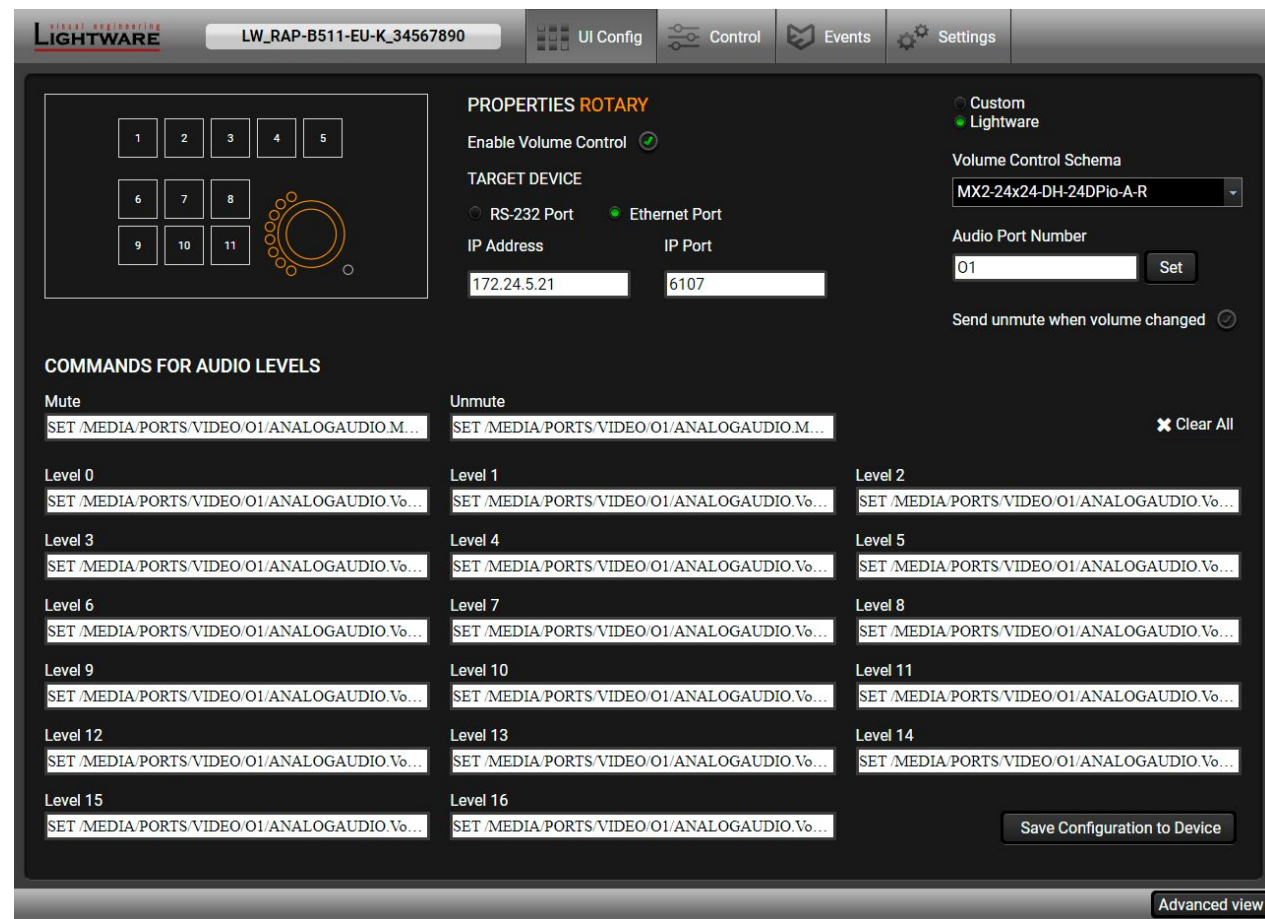 visual engineering
LIGHTWARE
LW_RAP-B511-EU-K_34567890
UI Config
Control
Events
Settings
1 2 3 4 5
6 7 8
9 10 11
PROPERTIES ROTARY
Enable Volume Control
TARGET DEVICE
RS-232 Port Ethernet Port
IP Address IP Port
172.24.5.21 6107
Custom
Lightware
Volume Control Schema
MX2-24x24-DH-24DPio-A-R
Audio Port Number
O1 Set
Send unmute when volume changed
COMMANDS FOR AUDIO LEVELS
Mute Unmute
SET /MEDIA/PORTS/VIDEO/O1/ANALOGAUDIO.M... SET /MEDIA/PORTS/VIDEO/O1/ANALOGAUDIO.M... Clear All
Level 0 Level 1 Level 2
SET /MEDIA/PORTS/VIDEO/O1/ANALOGAUDIO.Vo... SET /MEDIA/PORTS/VIDEO/O1/ANALOGAUDIO.Vo... SET /MEDIA/PORTS/VIDEO/O1/ANALOGAUDIO.Vo...
Level 3 Level 4 Level 5
SET /MEDIA/PORTS/VIDEO/O1/ANALOGAUDIO.Vo... SET /MEDIA/PORTS/VIDEO/O1/ANALOGAUDIO.Vo... SET /MEDIA/PORTS/VIDEO/O1/ANALOGAUDIO.Vo...
Level 6 Level 7 Level 8
SET /MEDIA/PORTS/VIDEO/O1/ANALOGAUDIO.Vo... SET /MEDIA/PORTS/VIDEO/O1/ANALOGAUDIO.Vo... SET /MEDIA/PORTS/VIDEO/O1/ANALOGAUDIO.Vo...
Level 9 Level 10 Level 11
SET /MEDIA/PORTS/VIDEO/O1/ANALOGAUDIO.Vo... SET /MEDIA/PORTS/VIDEO/O1/ANALOGAUDIO.Vo... SET /MEDIA/PORTS/VIDEO/O1/ANALOGAUDIO.Vo...
Level 12 Level 13 Level 14
SET /MEDIA/PORTS/VIDEO/O1/ANALOGAUDIO.Vo... SET /MEDIA/PORTS/VIDEO/O1/ANALOGAUDIO.Vo... SET /MEDIA/PORTS/VIDEO/O1/ANALOGAUDIO.Vo...
Level 15 Level 16
SET /MEDIA/PORTS/VIDEO/O1/ANALOGAUDIO.Vo... SET /MEDIA/PORTS/VIDEO/O1/ANALOGAUDIO.Vo... Save Configuration to Device
Advanced view